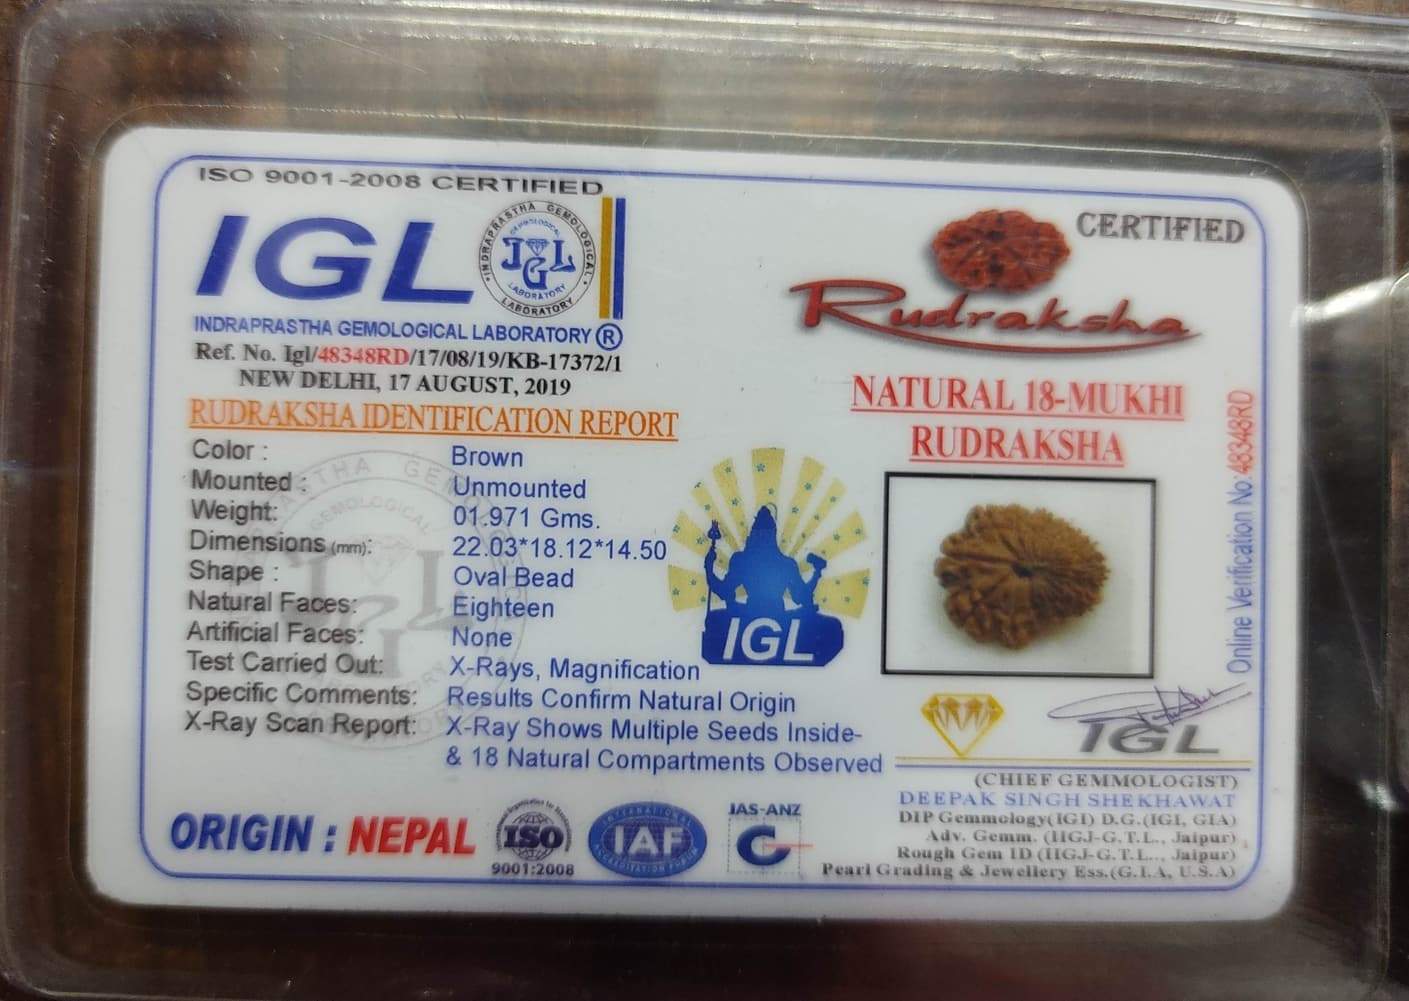 ISO 9001-2008 CERTIFIED
IGL
INDRAPRASTHA GEMOLOGICAL
GEMOLOGICAL
IGL
LABORATORY
LABORATORY
INDRAPRASTHA GEMOLOGICAL LABORATORY ®
Ref. No. Igl/48348RD/17/08/19/KB-17372/1
NEW DELHI, 17 AUGUST, 2019
RUDRAKSHA IDENTIFICATION REPORT
Color : Brown
Mounted : Unmounted
Weight: 01.971 Gms.
Dimensions (mm): 22.03*18.12*14.50
Shape : Oval Bead
Natural Faces: Eighteen
Artificial Faces: None
Test Carried Out: X-Rays, Magnification
Specific Comments: Results Confirm Natural Origin
X-Ray Scan Report: X-Ray Shows Multiple Seeds Inside-
& 18 Natural Compartments Observed
IGL
ORIGIN : NEPAL
ISO
9001:2008
INTERNATIONAL
IAF
ACCREDITATION FORUM
JAS-ANZ
CERTIFIED
Rudraksha
NATURAL 18-MUKHI
RUDRAKSHA
Online Verification No. 48348RD
IGL
(CHIEF GEMMOLOGIST)
DEEPAK SINGH SHEKHAWAT
DIP Gemmology(IGI) D.G.(IGI, GIA)
Adv. Gemm. (IIGJ-G.T.L., Jaipur)
Rough Gem ID (IIGJ-G.T.L.., Jaipur)
Pearl Grading & Jewellery Ess.(G.I.A, U.S.A)